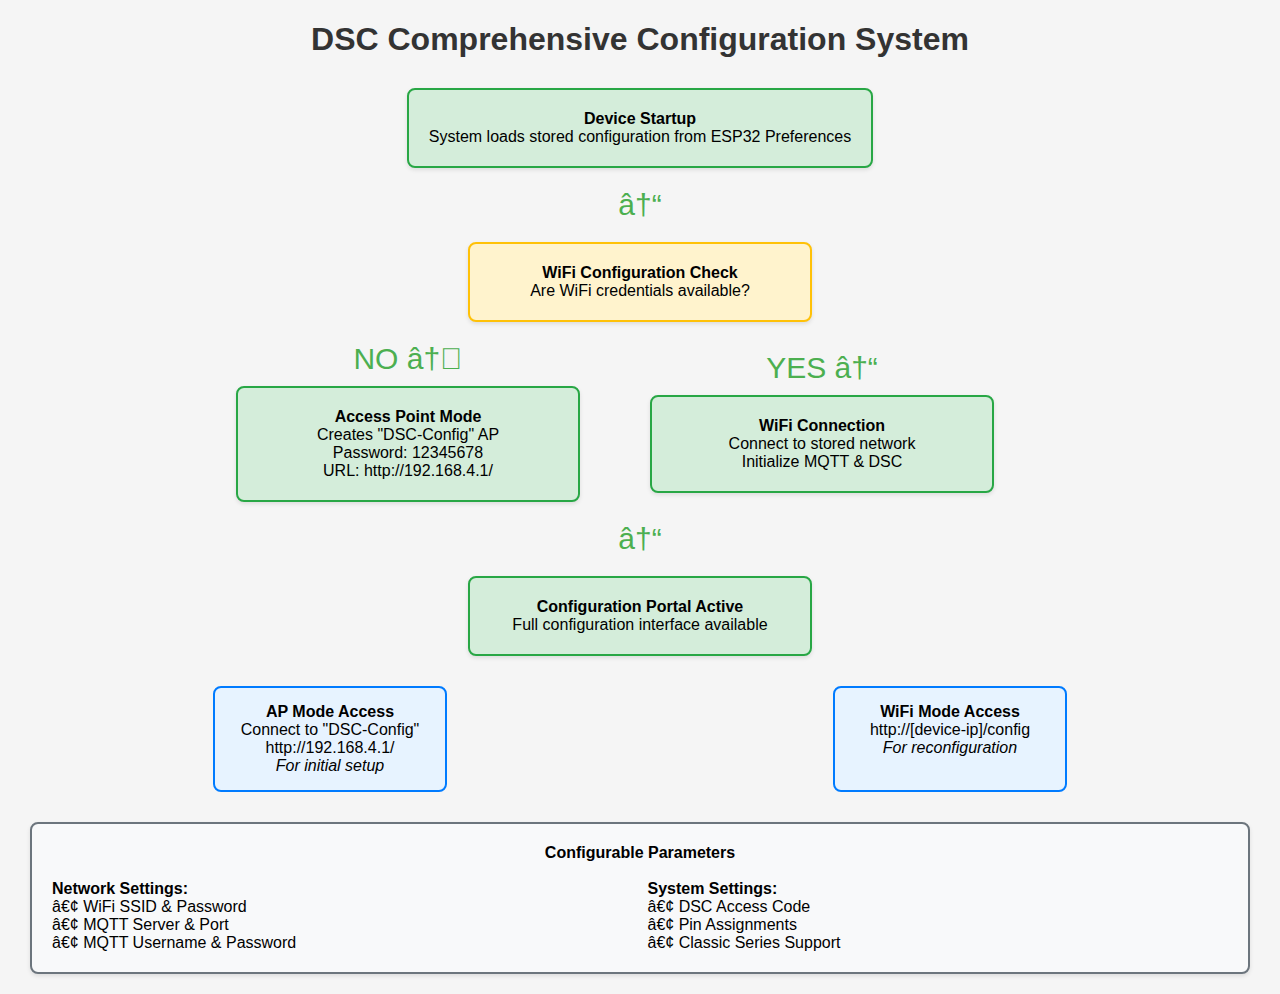 DSC Comprehensive Configuration System
Device Startup
System loads stored configuration from ESP32 Preferences
â†“
WiFi Configuration Check
Are WiFi credentials available?
NO â†
YES â†“
Access Point Mode
Creates "DSC-Config" AP
Password: 12345678
URL: http://192.168.4.1/
WiFi Connection
Connect to stored network
Initialize MQTT & DSC
â†“
Configuration Portal Active
Full configuration interface available
AP Mode Access
Connect to "DSC-Config"
http://192.168.4.1/
For initial setup
WiFi Mode Access
http://[device-ip]/config
For reconfiguration
Configurable Parameters
Network Settings:
â€¢ WiFi SSID & Password
â€¢ MQTT Server & Port
â€¢ MQTT Username & Password
System Settings:
â€¢ DSC Access Code
â€¢ Pin Assignments
â€¢ Classic Series Support